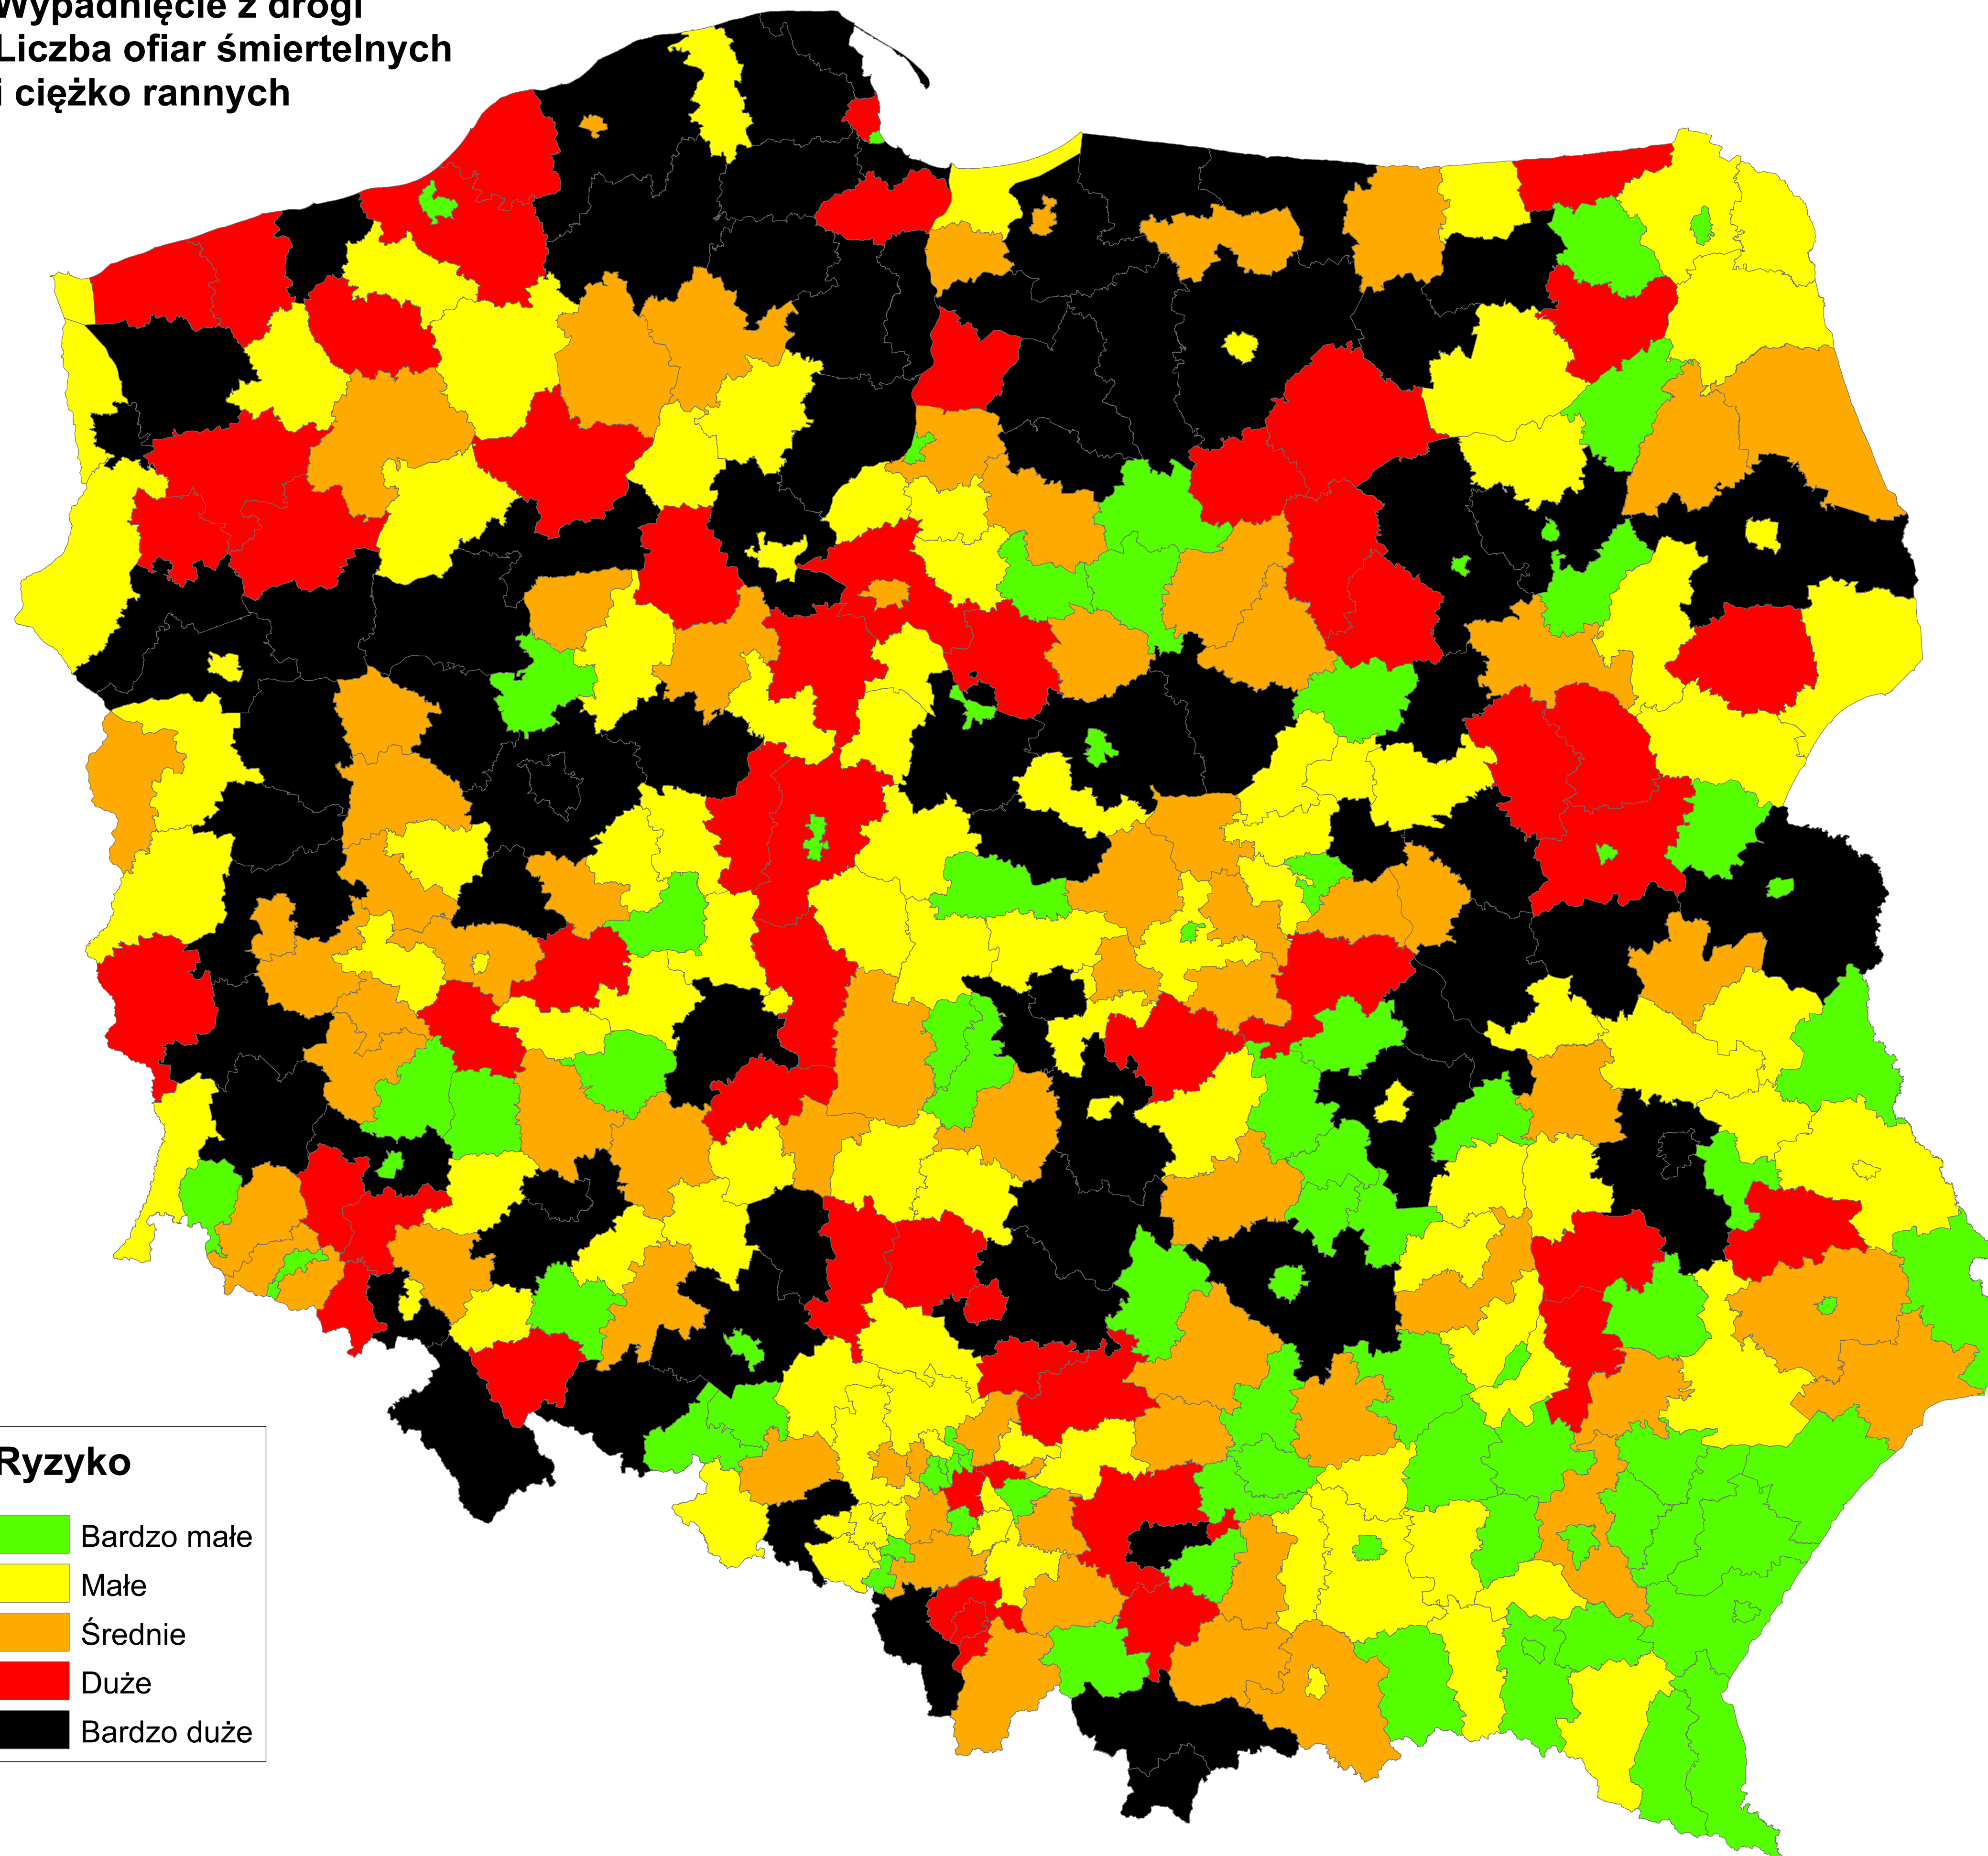 Wypadnięcie z drogi
Liczba ofiar śmiertelnych
i ciężko rannych
Ryzyko
Bardzo małe
Małe
Średnie
Duże
Bardzo duże